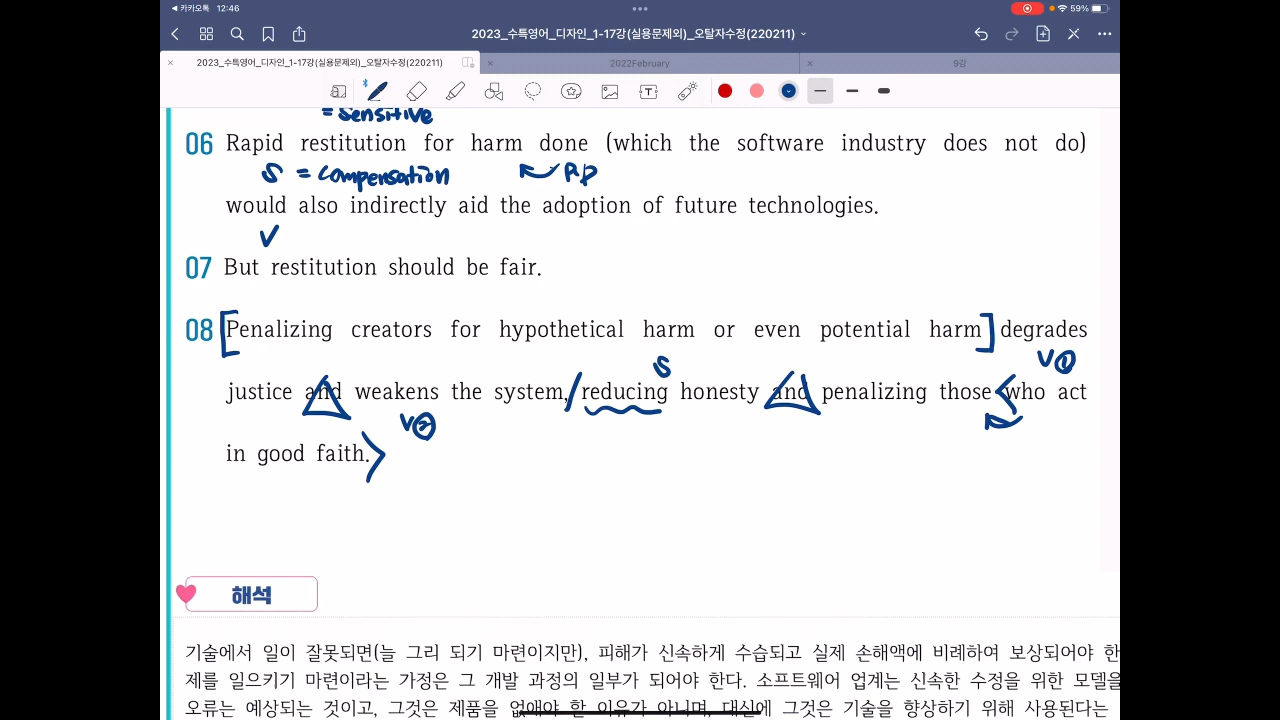 카카오톡 12:46
59%
2023_수특영어_디자인_1-17강(실용문제외)_오탈자수정(220211)
2023_수특영어_디자인_1-17강(실용문제외)_오탈자수정(220211)
2022February
9강
= Sensitive
06 Rapid restitution for harm done (which the software industry does not do)
S = Compensation
would also indirectly aid the adoption of future technologies.
V
07 But restitution should be fair.
08 [Penalizing creators for hypothetical harm or even potential harm] degrades
S V①
justice and weakens the system, / reducing honesty and penalizing those <who act
V②
in good faith.>
해석
기술에서 일이 잘못되면(늘 그리 되기 마련이지만), 피해가 신속하게 수습되고 실제 손해액에 비례하여 보상되어야 한
제를 일으키기 마련이라는 가정은 그 개발 과정의 일부가 되어야 한다. 소프트웨어 업계는 신속한 수정을 위한 모델을
오류는 예상되는 것이고, 그것은 제품을 없애야 할 이유가 아니며, 대신에 그것은 기술을 향상하기 위해 사용된다는